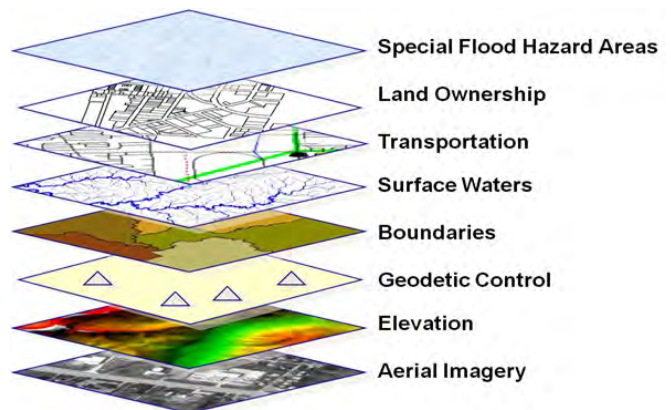 Special Flood Hazard Areas
Land Ownership
Transportation
Surface Waters
Boundaries
Geodetic Control
Elevation
Aerial Imagery